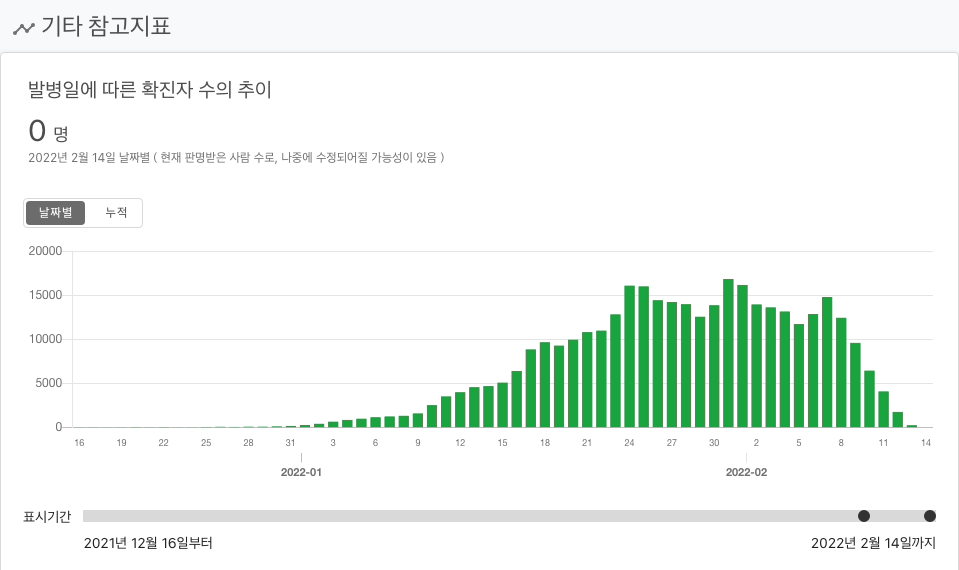 기타 참고지표
발병일에 따른 확진자 수의 추이
0 명
2022년 2월 14일 날짜별 ( 현재 판명받은 사람 수로, 나중에 수정되어질 가능성이 있음 )
날짜별 누적
20000
15000
10000
5000
0
16 19 22 25 28 31 3 6 9 12 15 18 21 24 27 30 2 5 8 11 14
2022-01 2022-02
표시기간
2021년 12월 16일부터 2022년 2월 14일까지